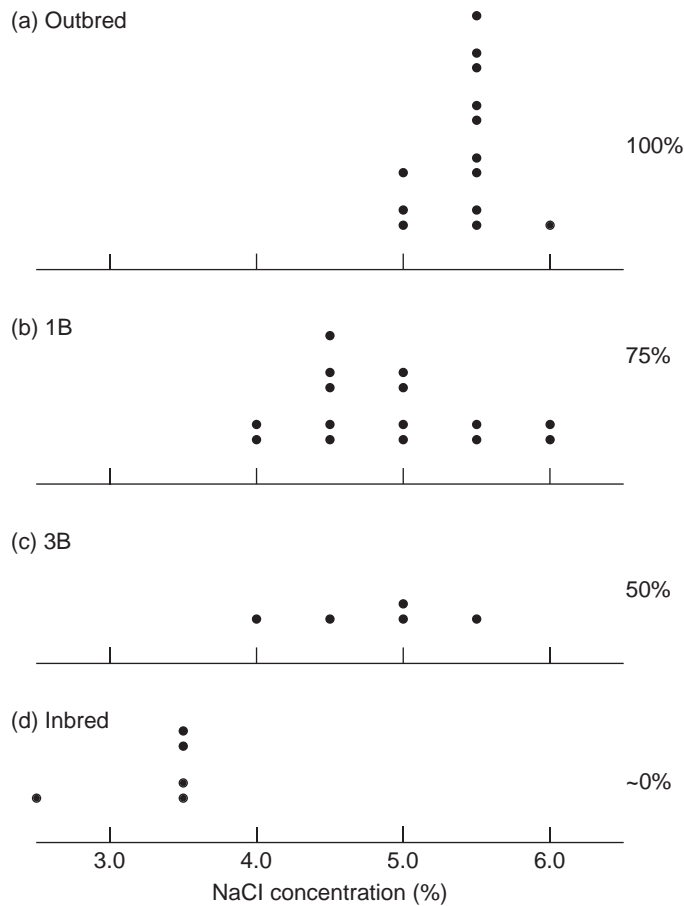 (a) Outbred
100%
(b) 1B
75%
(c) 3B
50%
(d) Inbred
~0%
3.0 4.0 5.0 6.0
NaCl concentration (%)